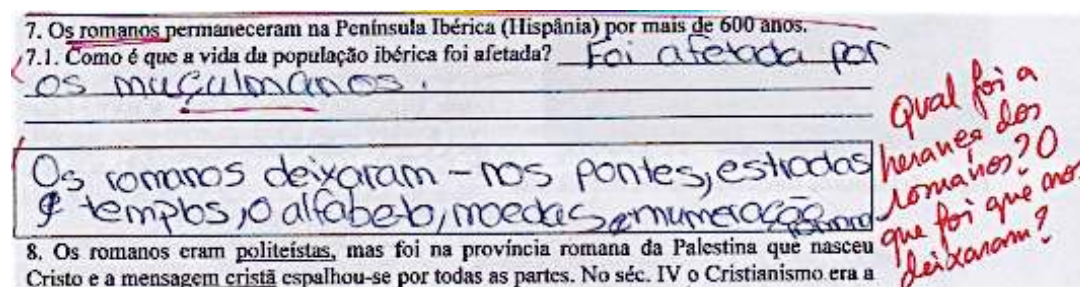 7. Os romanos permaneceram na Península Ibérica (Hispânia) por mais de 600 anos.
7.1. Como é que a vida da população ibérica foi afetada? Foi afetada por
os muçulmanos.
Os romanos deixaram-nos pontes, estradas
e templos, o alfabeto, moedas e numeração
romana
Qual foi a
herança dos
romanos? O
que foi que nos
deixaram?
8. Os romanos eram politeístas, mas foi na província romana da Palestina que nasceu
Cristo e a mensagem cristã espalhou-se por todas as partes. No séc. IV o Cristianismo era a